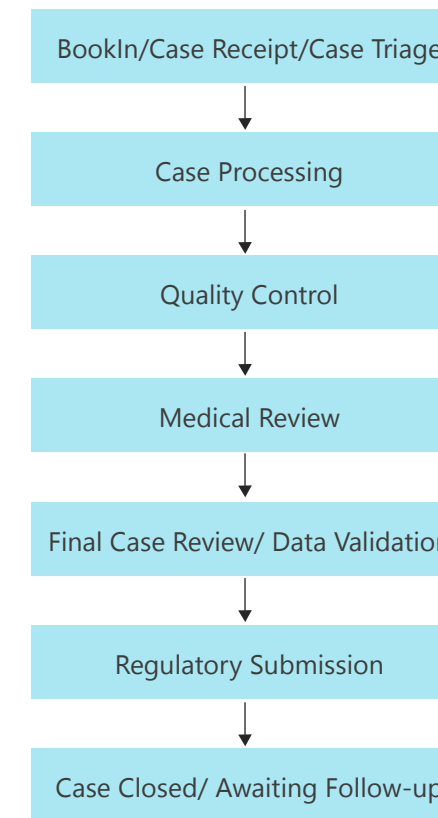 BookIn/Case Receipt/Case Triage
Case Processing
Quality Control
Medical Review
Final Case Review/ Data Validation
Regulatory Submission
Case Closed/ Awaiting Follow-up